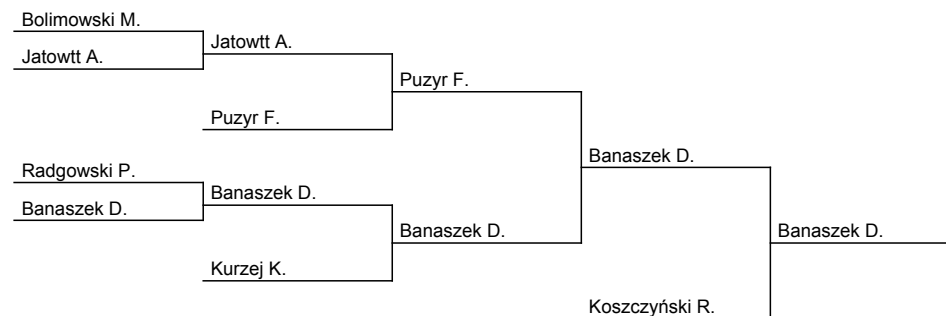 Bolimowski M.
Jatowtt A.
Jatowtt A.
Puzyr F.
Puzyr F.
Radgowski P.
Banaszek D.
Banaszek D.
Banaszek D.
Banaszek D.
Banaszek D.
Kurzej K.
Koszczyński R.